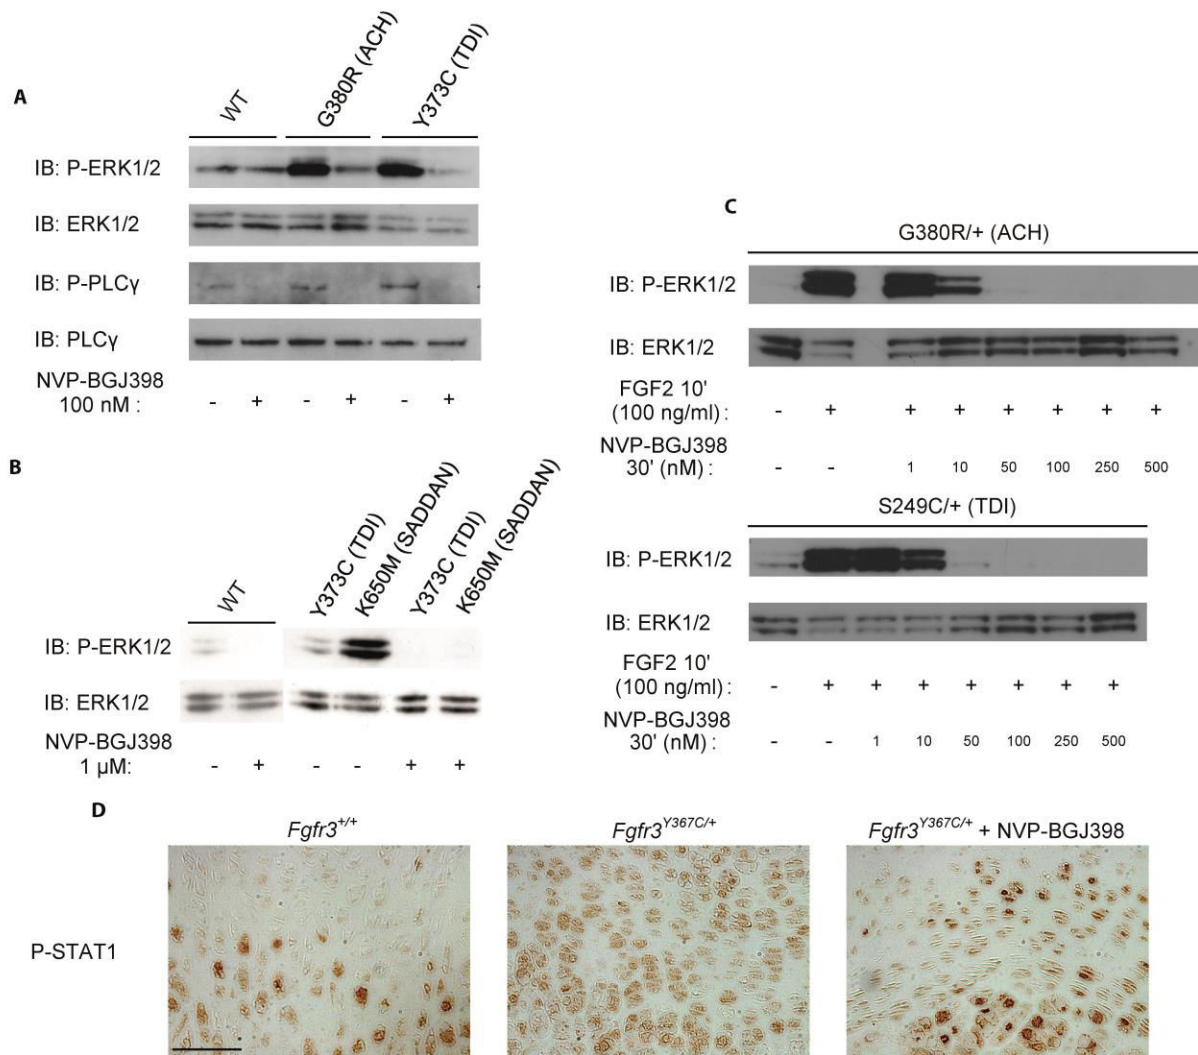 A
WT
G380R (ACH)
Y373C (TDI)
IB: P-ERK1/2
IB: ERK1/2
IB: P-PLCγ
IB: PLCγ
NVP-BGJ398
100 nM : - + - + - +
B
WT
Y373C (TDI)
K650M (SADDAN)
Y373C (TDI)
K650M (SADDAN)
IB: P-ERK1/2
IB: ERK1/2
NVP-BGJ398
1 µM: - + - - + +
C
G380R/+ (ACH)
IB: P-ERK1/2
IB: ERK1/2
FGF2 10'
(100 ng/ml) : - + + + + + + +
NVP-BGJ398
30' (nM) : - - 1 10 50 100 250 500
S249C/+ (TDI)
IB: P-ERK1/2
IB: ERK1/2
FGF2 10'
(100 ng/ml) : - + + + + + + +
NVP-BGJ398
30' (nM) : - - 1 10 50 100 250 500
D
Fgfr3+/+
Fgfr3Y367C/+
Fgfr3Y367C/+ + NVP-BGJ398
P-STAT1